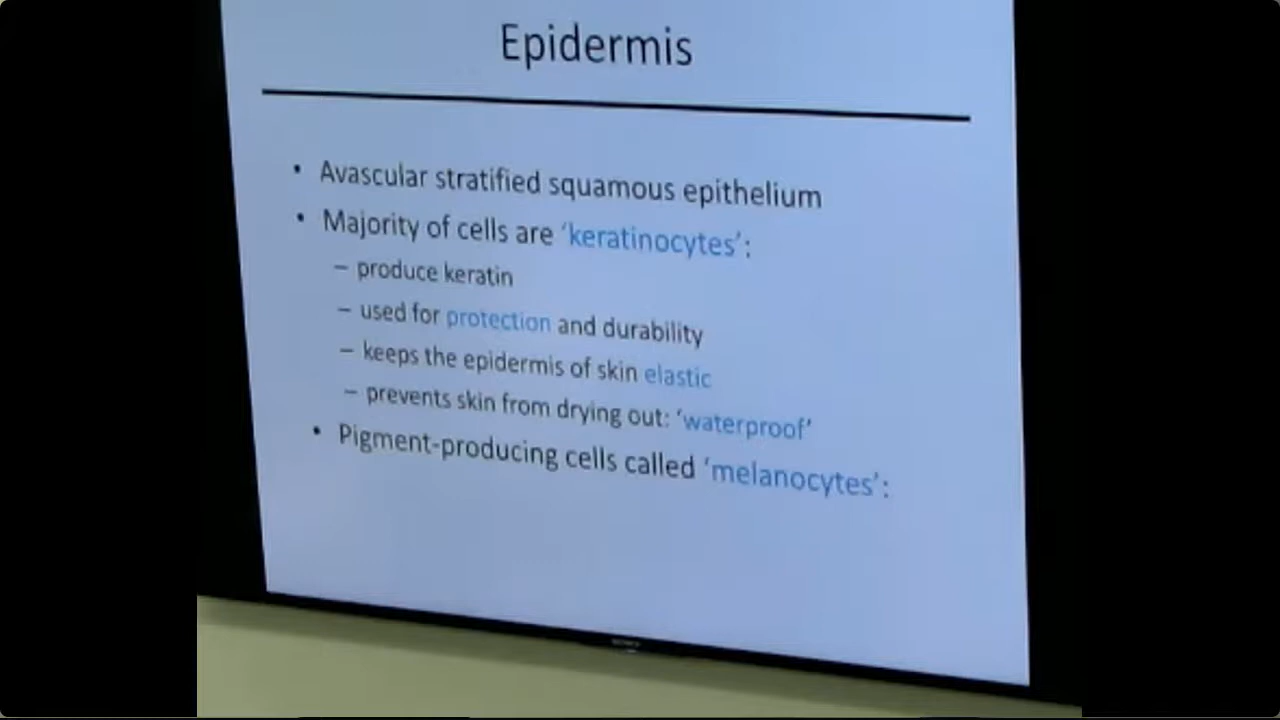 Epidermis
• Avascular stratified squamous epithelium
• Majority of cells are ‘keratinocytes’:
– produce keratin
– used for protection and durability
– keeps the epidermis of skin elastic
– prevents skin from drying out: ‘waterproof’
• Pigment-producing cells called ‘melanocytes’:
SONY